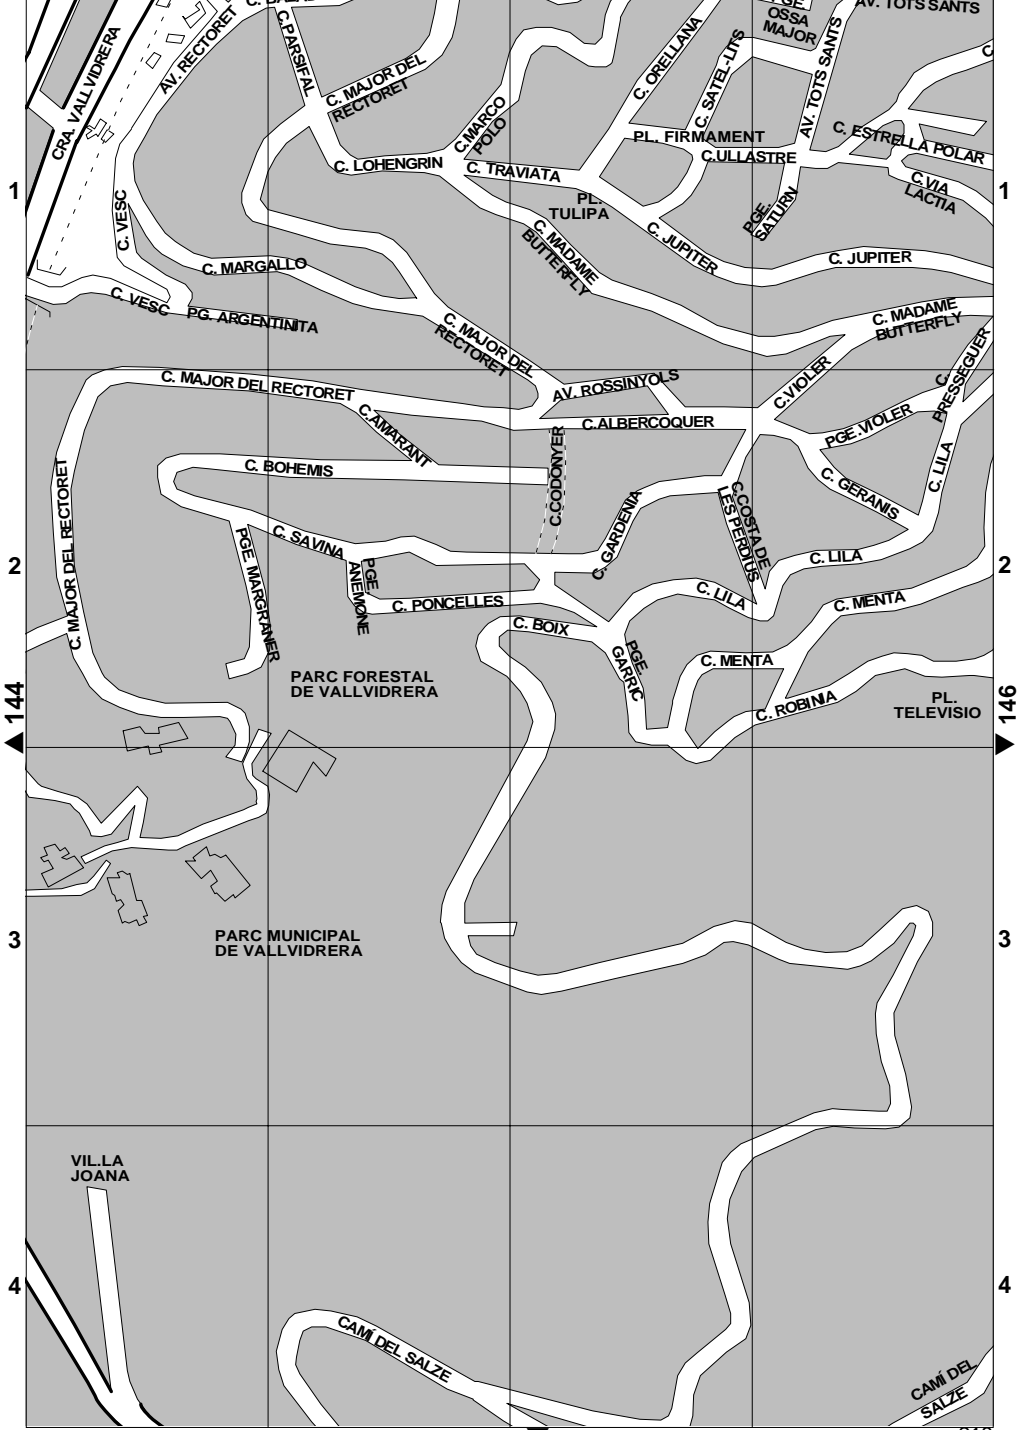 AV. TOTS SANTS
PGE.
OSSA
MAJOR
C. PARSIFAL
AV. RECTORET
CRA. VALLVIDRERA
C. MAJOR DEL
RECTORET
C. MARCO
POLO
C. ORELLANA
C. SATEL-LITS
AV. TOTS SANTS
PL. FIRMAMENT
C. ESTRELLA POLAR
C.ULLASTRE
C. LOHENGRIN
C. TRAVIATA
C.VIA
LACTIA
1
1
PL.
TULIPA
PGE.
SATURN
C. VESC
C. MADAME
BUTTERFLY
C. JUPITER
C. JUPITER
C. MARGALLO
C. VESC
PG. ARGENTINITA
C. MAJOR DEL
RECTORET
C. MADAME
BUTTERFLY
C.
PRESSEGUER
C. MAJOR DEL RECTORET
AV. ROSSINYOLS
C.VIOLER
C.AMARANT
C.ALBERCOQUER
PGE.VIOLER
C. BOHEMIS
C.CODONYER
C. LILA
C. GERANIS
C. MAJOR DEL RECTORET
C. GARDENIA
C.COSTA DE
LES PERDIUS
C. SAVINA
PGE. MARGRANER
PGE.
ANEMONE
C. LILA
2
2
C. PONCELLES
C. LILA
C. MENTA
C. BOIX
PGE.
GARRIC
C. MENTA
PARC FORESTAL
DE VALLVIDRERA
C. ROBINIA
PL.
TELEVISIO
144
146
PARC MUNICIPAL
DE VALLVIDRERA
3
3
VIL.LA
JOANA
4
4
CAMÍ DEL SALZE
CAMÍ DEL
SALZE